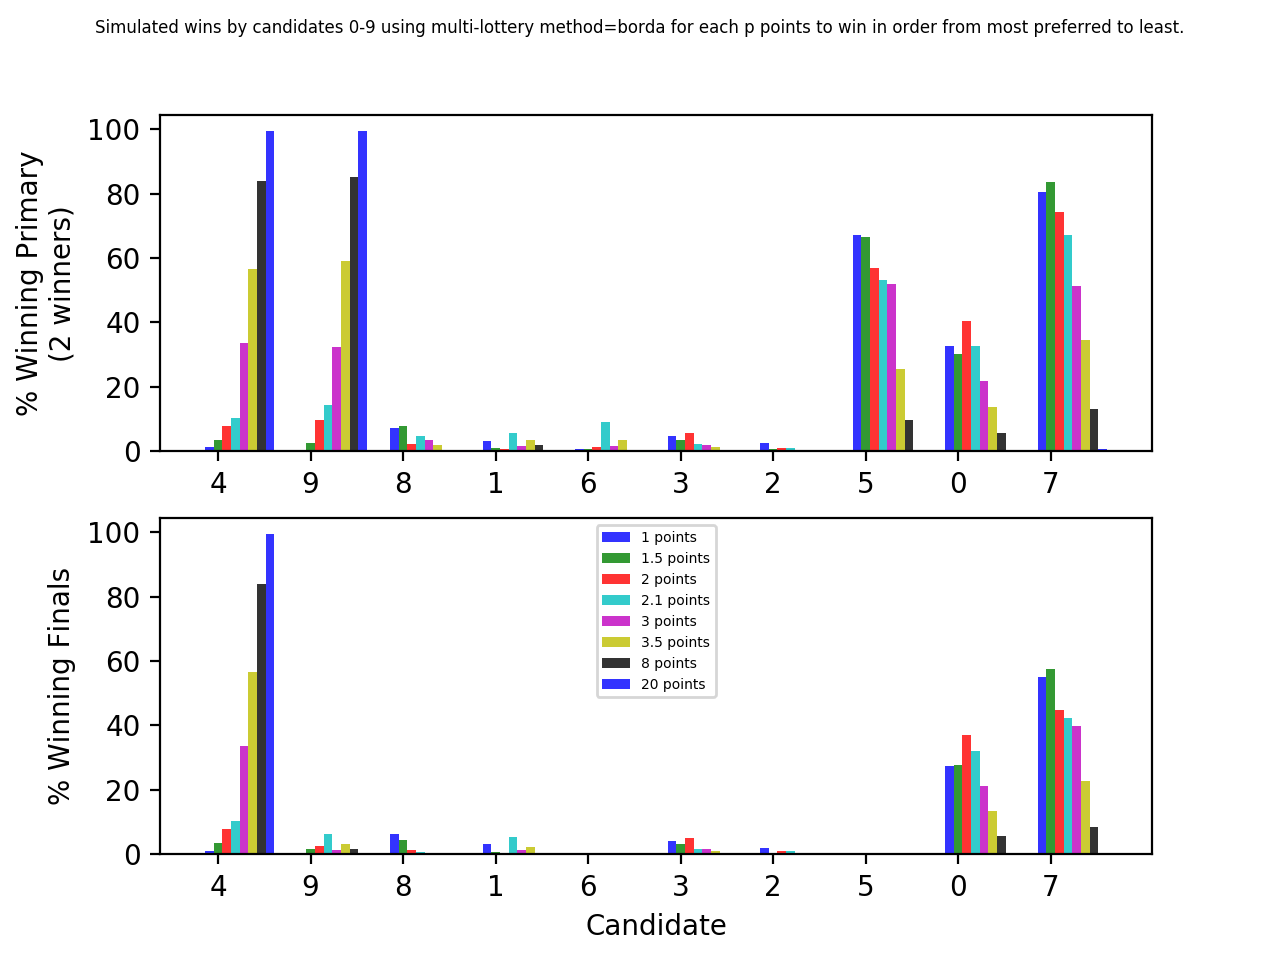 Simulated wins by candidates 0-9 using multi-lottery method=borda for each p points to win in order from most preferred to least.
% Winning Primary
(2 winners)
100
80
60
40
20
0
4 9 8 1 6 3 2 5 0 7
% Winning Finals
100
80
60
40
20
0
1 points
1.5 points
2 points
2.1 points
3 points
3.5 points
8 points
20 points
4 9 8 1 6 3 2 5 0 7
Candidate